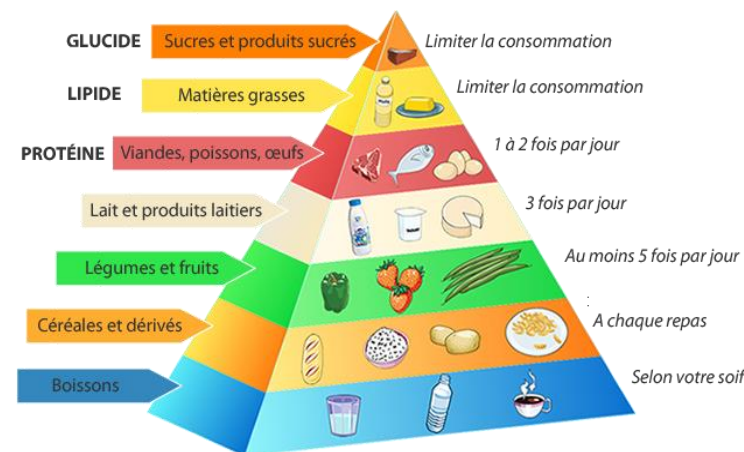 GLUCIDE Sucres et produits sucrés Limiter la consommation
LIPIDE Matières grasses Limiter la consommation
PROTÉINE Viandes, poissons, œufs 1 à 2 fois par jour
Lait et produits laitiers 3 fois par jour
Légumes et fruits Au moins 5 fois par jour
:
Céréales et dérivés A chaque repas
Boissons Selon votre soif